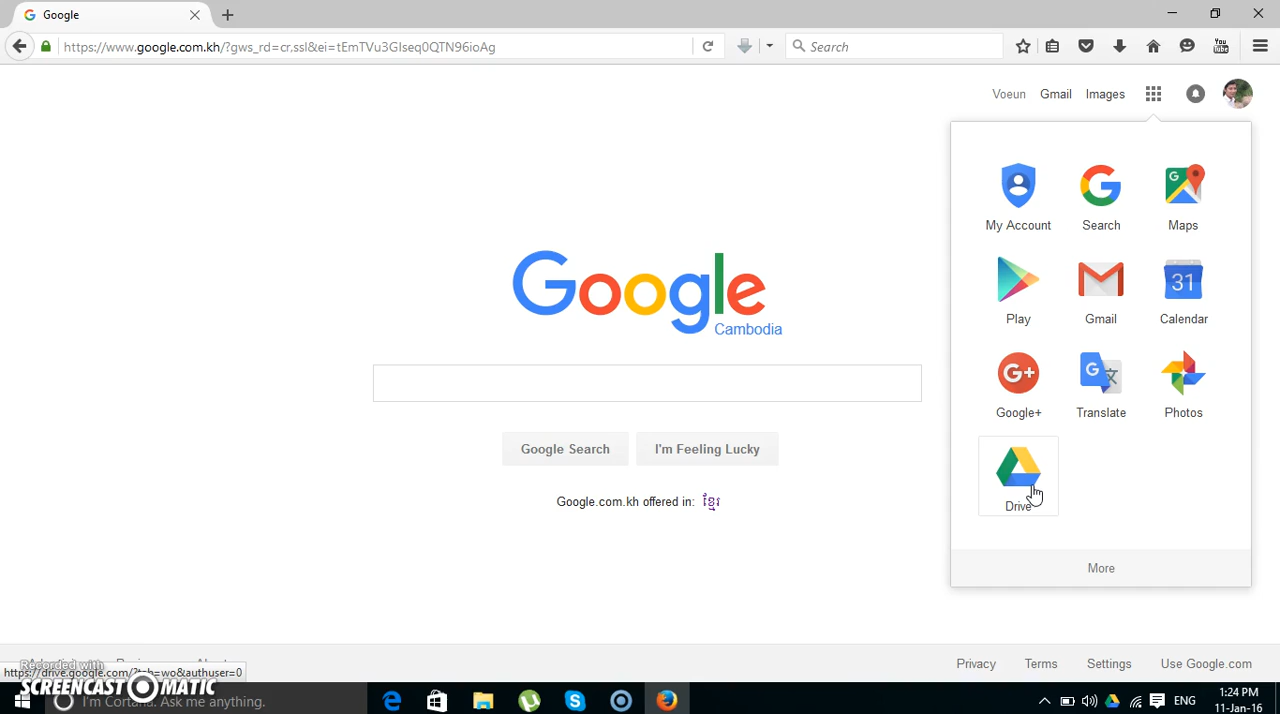 Google
https://www.google.com.kh/?gws_rd=cr,ssl&ei=tEmTVu3GIseq0QTN96ioAg
Search
You
Voeun Gmail Images
My Account Search Maps
31
Play Gmail Calendar
G+
Google+ Translate Photos
Drive
More
Google
Cambodia
Google Search I'm Feeling Lucky
Google.com.kh offered in: ខ្មែរ
Privacy Terms Settings Use Google.com
Recorded with
https://drive.google.com/?tab=wo&authuser=0
SCREENCAST-O-MATIC
I'm Cortana. Ask me anything.
ENG
1:24 PM
11-Jan-16